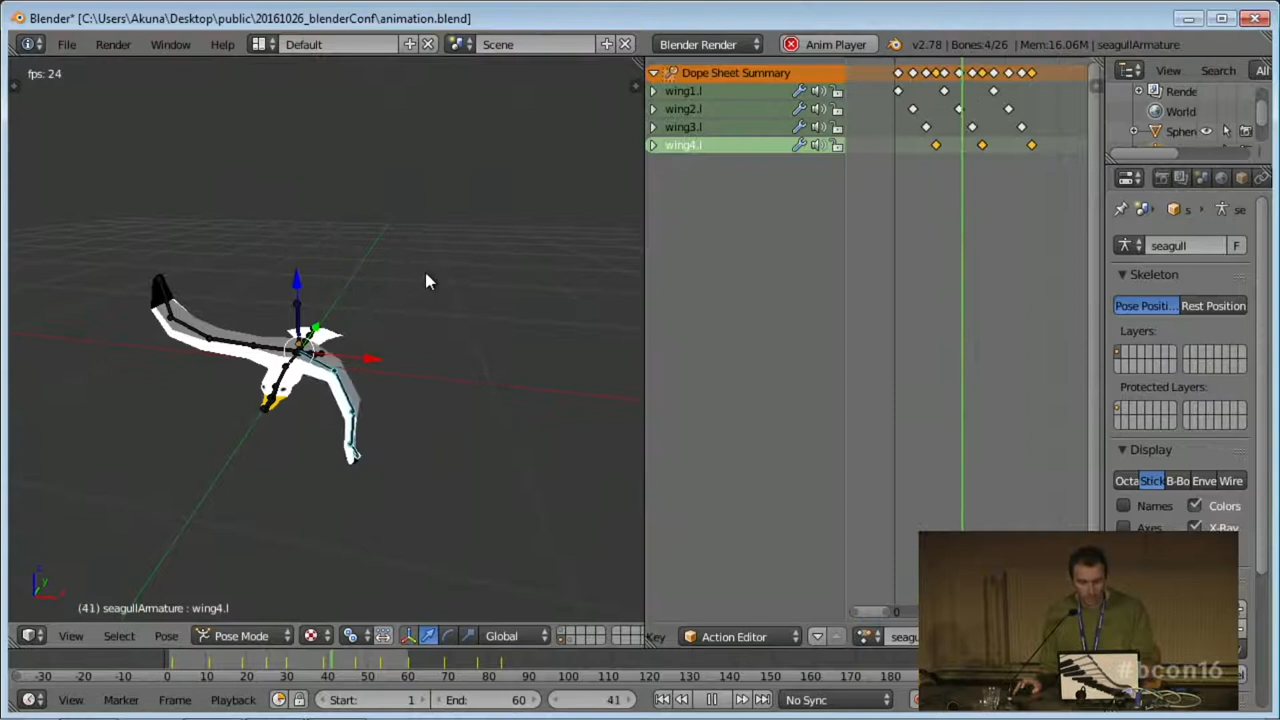 Blender* [C:\Users\Akuna\Desktop\public\20161026_blenderConf\animation.blend]
File Render Window Help Default Scene Blender Render Anim Player v2.78 | Bones:4/26 | Mem:16.06M | seagullArmature
fps: 24
Dope Sheet Summary
wing1.l
wing2.l
wing3.l
wing4.l
View Search All
Rende
World
Spher
s se
seagull F
Skeleton
Pose Positi... Rest Position
Layers:
Protected Layers:
Display
Octa Stick B-Bo Enve Wire
Names Colors
Axes X-Ray
z
y
x
(41) seagullArmature : wing4.l
0
View Select Pose Pose Mode Global Key Action Editor seagu
-30 -20 -10 0 10 20 30 40 50 60 70 80 90 100 110 120 130 140 150 160 170 180
View Marker Frame Playback Start: 1 End: 60 41 No Sync
#bcon16